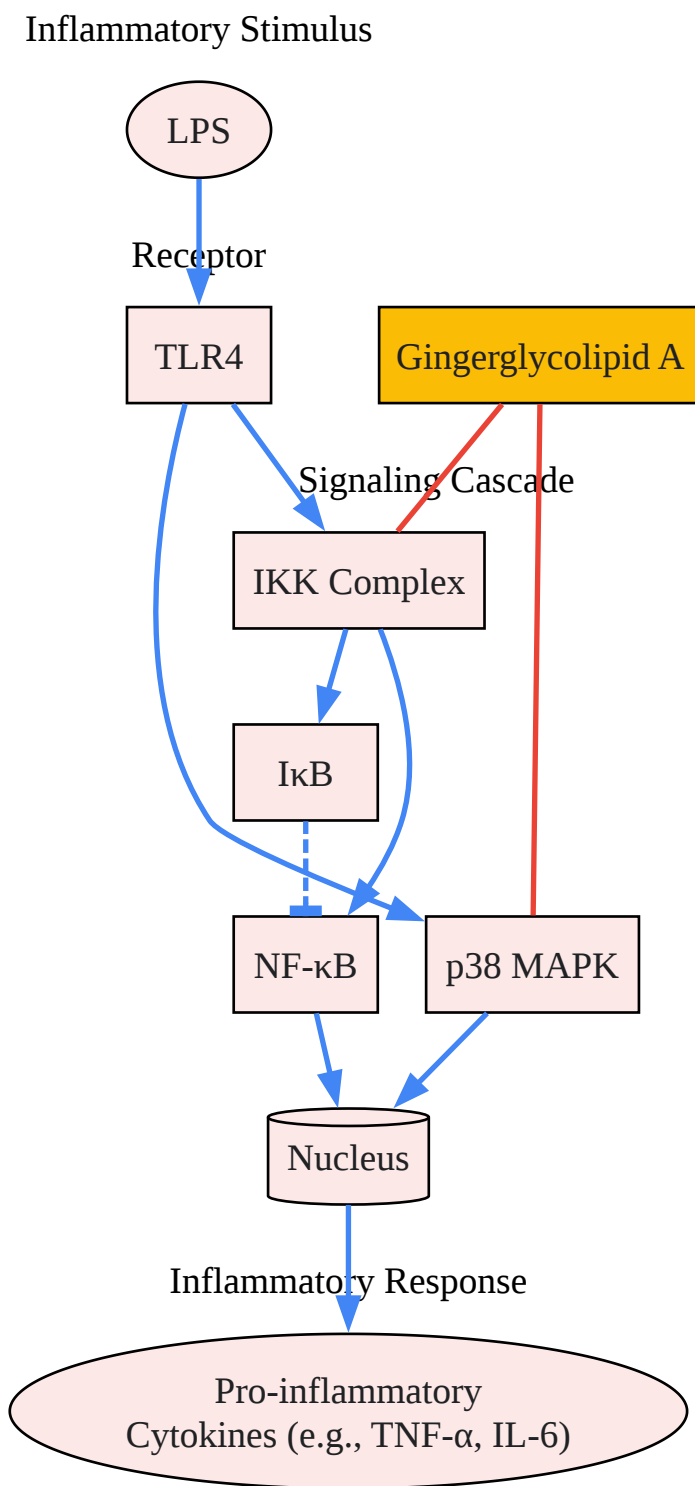 Inflammatory Stimulus
LPS
Receptor
TLR4
Gingerglycolipid A
Signaling Cascade
IKK Complex
IκB
NF-κB
p38 MAPK
Nucleus
Inflammatory Response
Pro-inflammatory
Cytokines (e.g., TNF-α, IL-6)